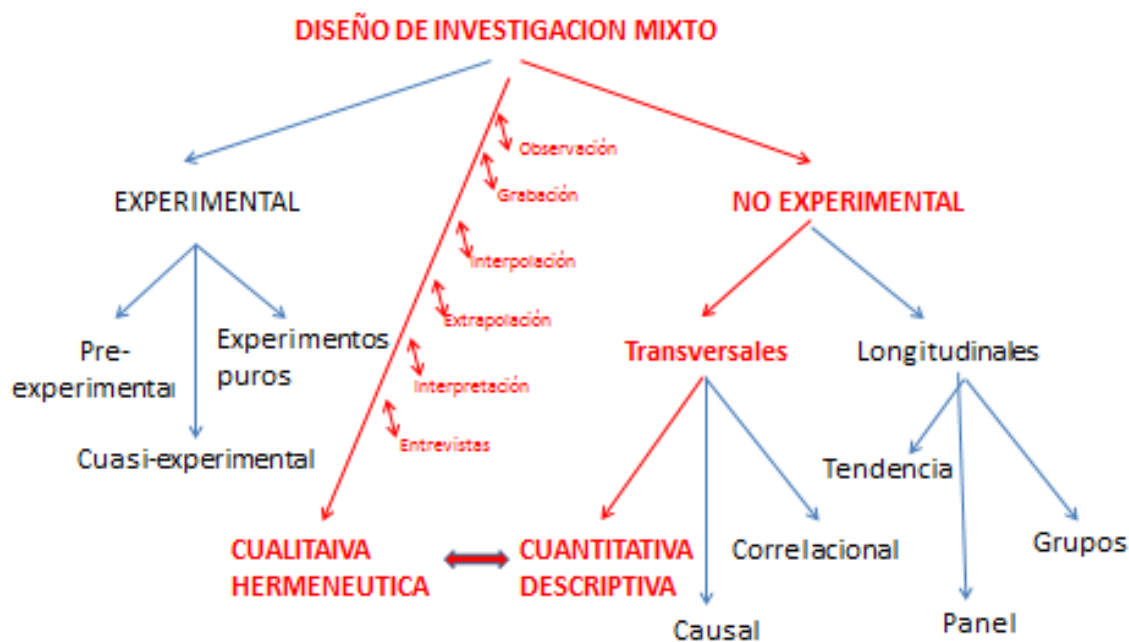 DISEÑO DE INVESTIGACION MIXTO
Observación
Grabación
EXPERIMENTAL
NO EXPERIMENTAL
Interpolación
Extrapolación
Pre-
experimental
Experimentos
puros
Transversales
Longitudinales
Interpretación
Entrevistas
Cuasi-experimental
Tendencia
CUALITAIVA
HERMENEUTICA
CUANTITATIVA
DESCRIPTIVA
Correlacional
Grupos
Causal
Panel